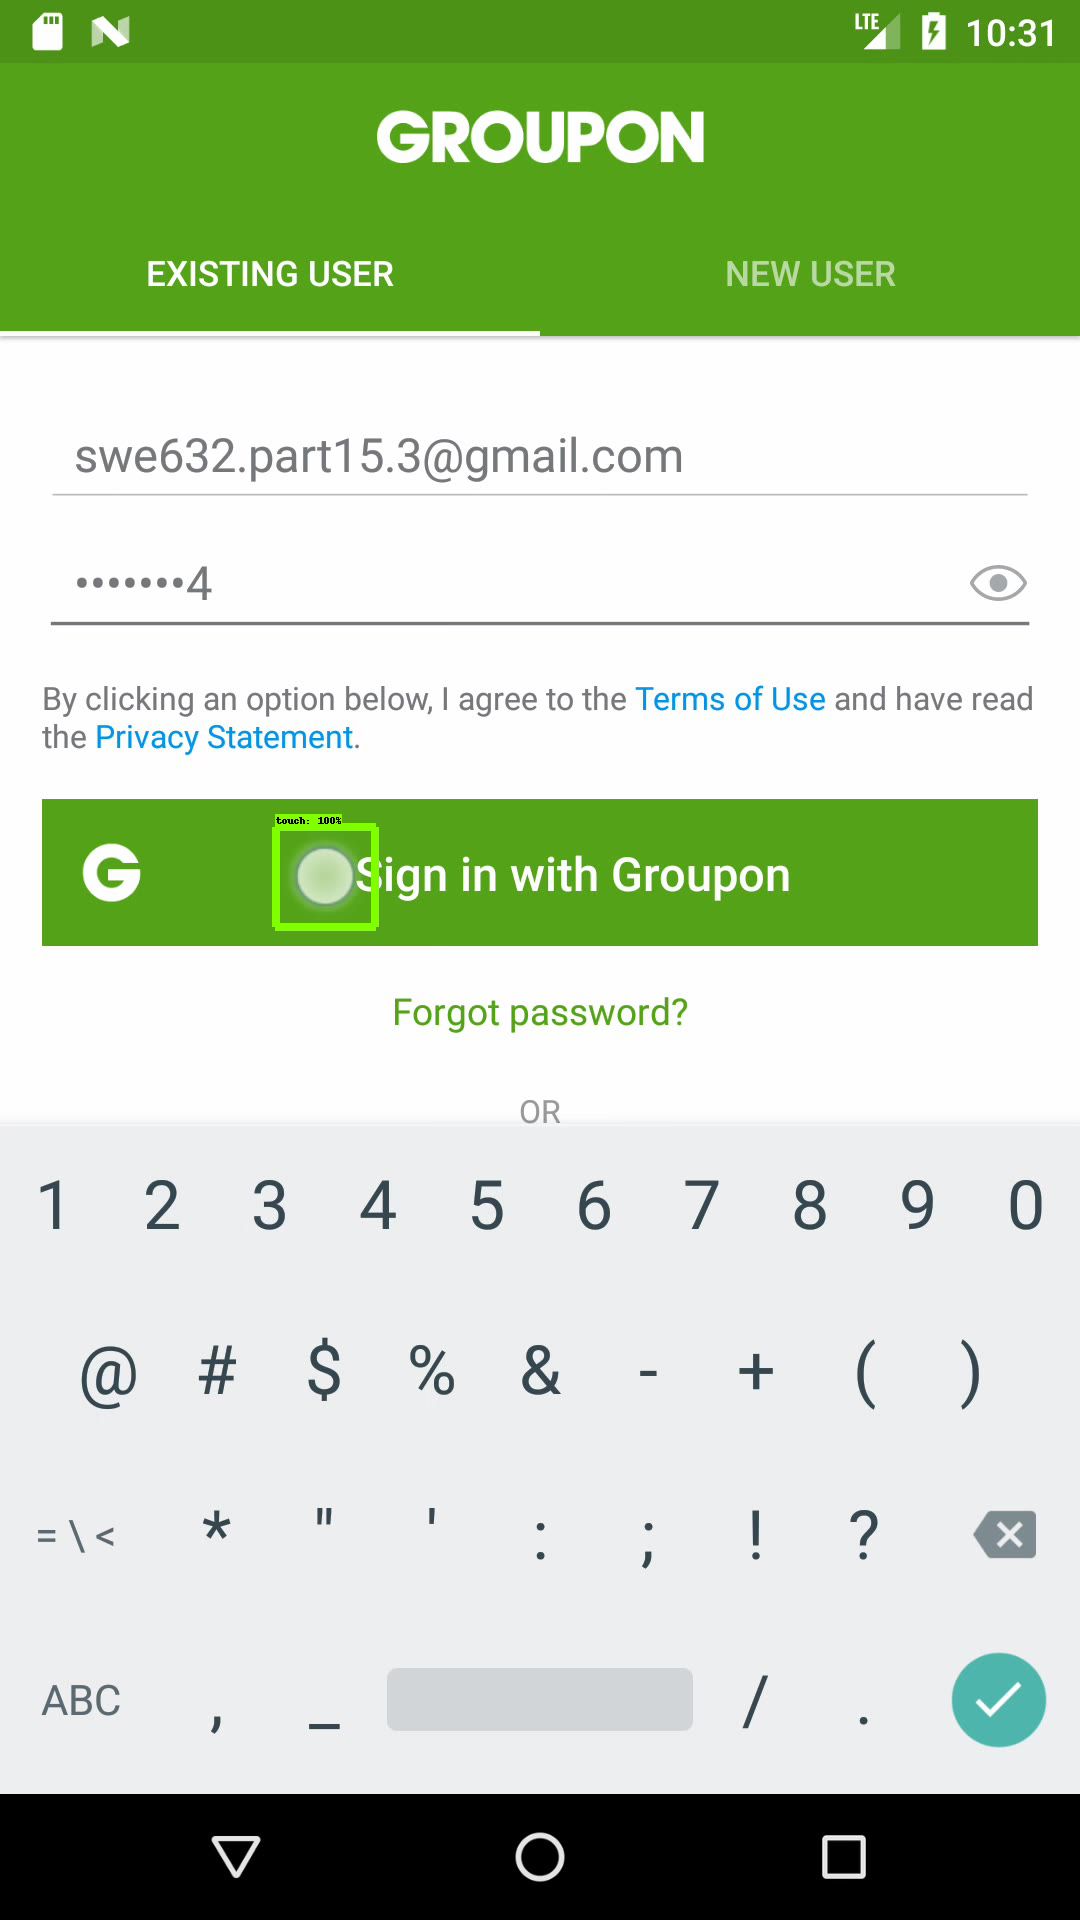 LTE 10:31
GROUPON
EXISTING USER NEW USER
swe632.part15.3@gmail.com
•••••••4
By clicking an option below, I agree to the Terms of Use and have read
the Privacy Statement.
touch: 100%
G Sign in with Groupon
Forgot password?
OR
1 2 3 4 5 6 7 8 9 0
@ # $ % & - + ( )
= \ < * " ' : ; ! ?
ABC , _ / .